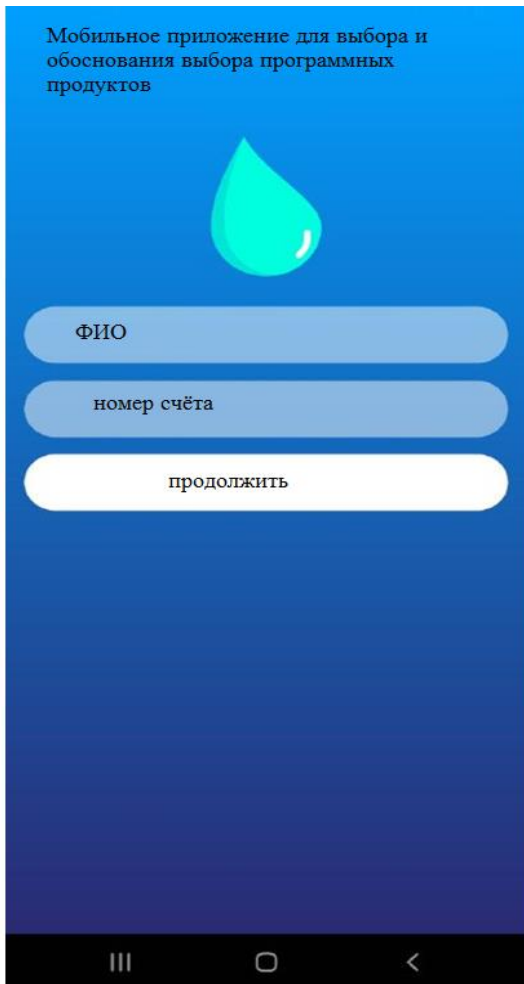 Мобильное приложение для выбора и
обоснования выбора программных
продуктов
ФИО
номер счёта
продолжить